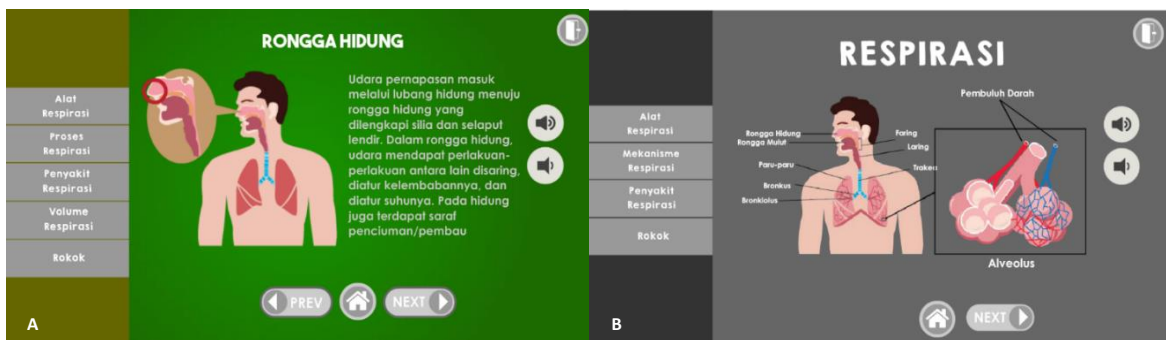 RONGGA HIDUNG
Alat
Respirasi
Proses
Respirasi
Penyakit
Respirasi
Volume
Respirasi
Rokok
Udara pernapasan masuk
melalui lubang hidung menuju
rongga hidung yang
dilengkapi silia dan selaput
lendir. Dalam rongga hidung,
udara mendapat perlakuan-
perlakuan antara lain disaring,
diatur kelembabannya, dan
diatur suhunya. Pada hidung
juga terdapat saraf
penciuman/pembau
PREV
NEXT
A
RESPIRASI
Alat
Respirasi
Mekanisme
Respirasi
Penyakit
Respirasi
Rokok
Pembuluh Darah
Rongga Hidung
Rongga Mulut
Paru-paru
Bronkus
Bronkiolus
Faring
Laring
Trakea
Alveolus
NEXT
B